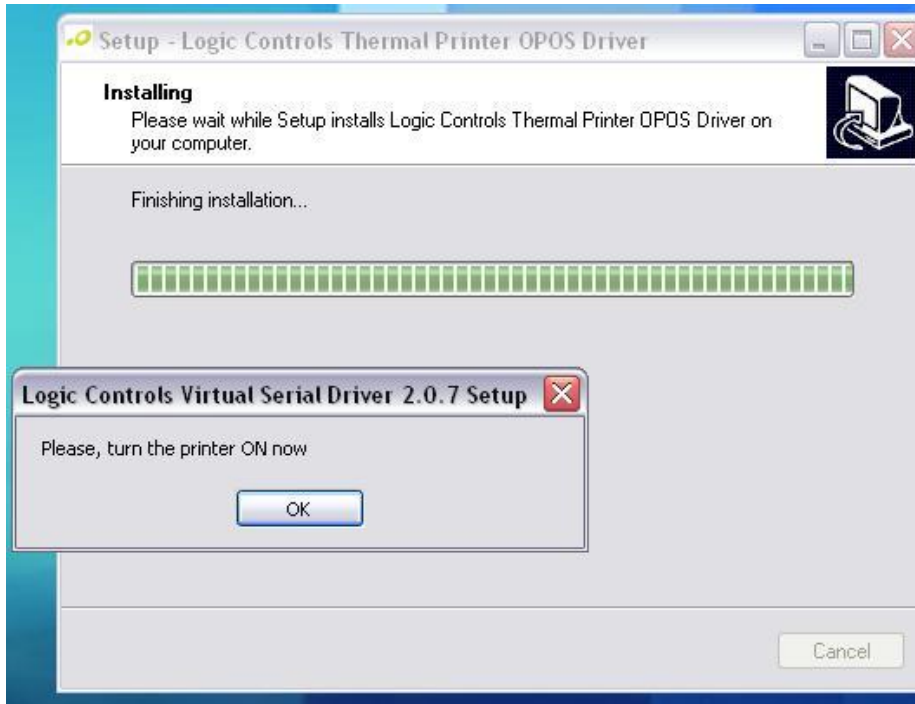 Setup - Logic Controls Thermal Printer OPOS Driver
Installing
Please wait while Setup installs Logic Controls Thermal Printer OPOS Driver on
your computer.
Finishing installation...
Logic Controls Virtual Serial Driver 2.0.7 Setup
Please, turn the printer ON now
OK
Cancel